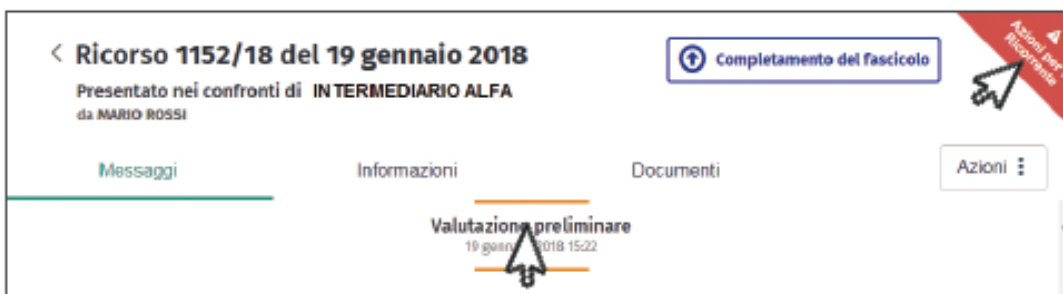 < Ricorso 1152/18 del 19 gennaio 2018
Completamento del fascicolo
Azioni per
Ricorrente
Presentato nei confronti di INTERMEDIARIO ALFA
da MARIO ROSSI
Messaggi
Informazioni
Documenti
Azioni
Valutazione preliminare
19 2018 15:22